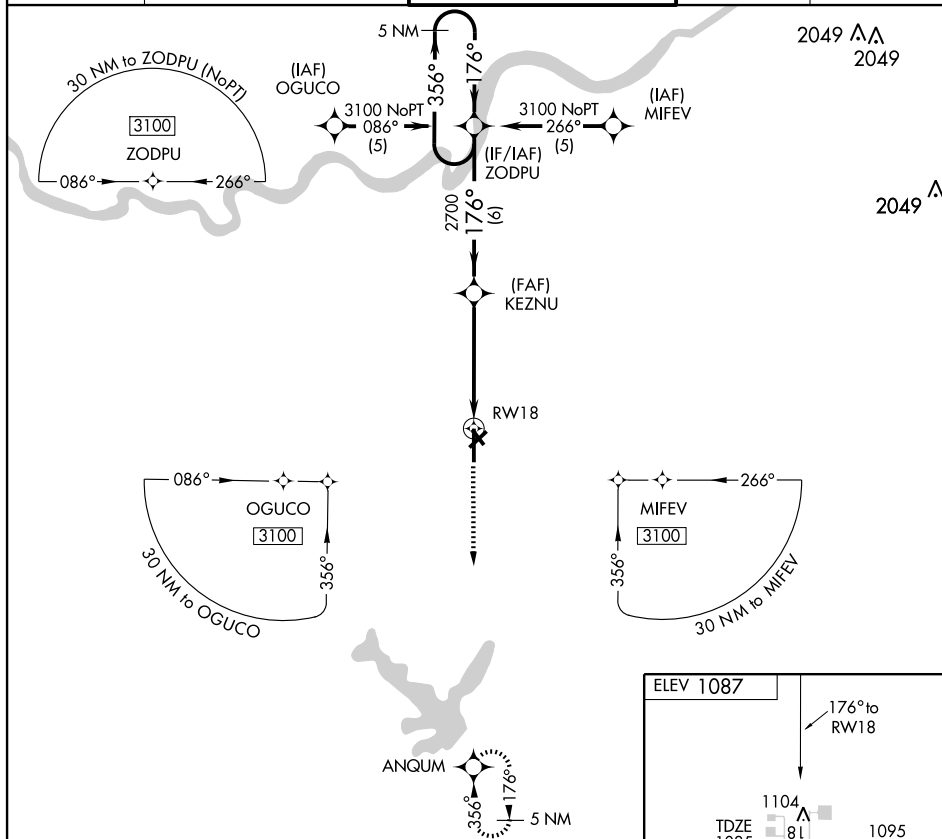 5 NM
2049
2049
30 NM to ZODPU (NoPT)
(IAF)
OGUCO
356°
176°
3100 NoPT
086°
(5)
3100 NoPT
266°
(5)
(IAF)
MIFEV
3100
ZODPU
086°
266°
(IF/IAF)
ZODPU
2049
2700
176°
(6)
(FAF)
KEZNU
RW18
086°
OGUCO
3100
356°
30 NM to OGUCO
266°
MIFEV
3100
356°
30 NM to MIFEV
ELEV 1087
176° to
RW18
ANQUM
356°
176°
5 NM
1104
TDZE
18
1095